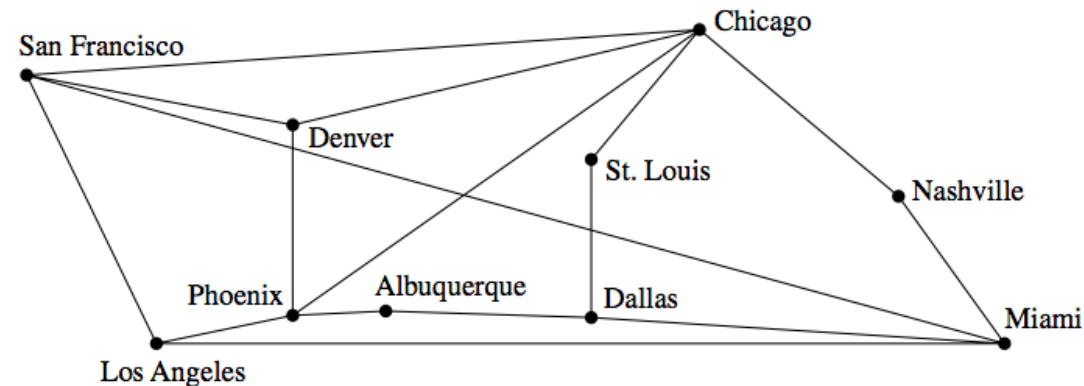 Chicago
San Francisco
Denver
St. Louis
Nashville
Albuquerque
Phoenix
Dallas
Miami
Los Angeles